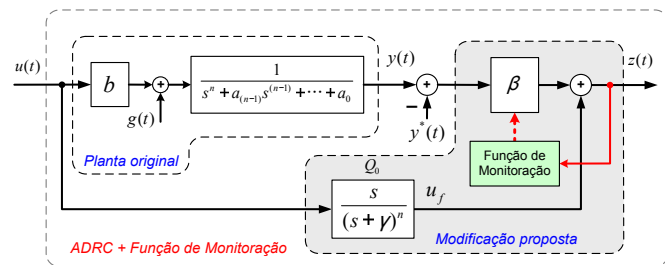 u(t)
b
g(t)
1
s^n + a_(n−1)s^(n−1) + ··· + a_0
y(t)
−
y*(t)
β
z(t)
Função de
Monitoração
Planta original
Q_0
s
(s + γ)^n
u_f
ADRC + Função de Monitoração
Modificação proposta